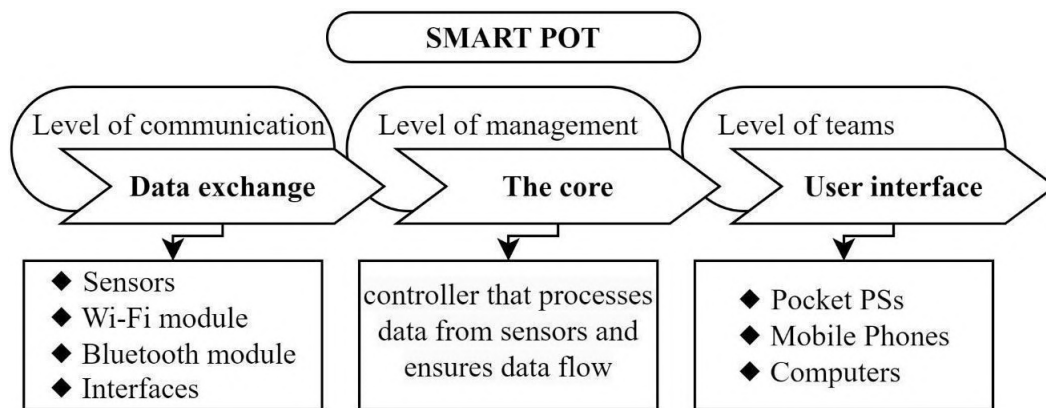 SMART POT
Level of communication
Data exchange
Sensors
Wi-Fi module
Bluetooth module
Interfaces
Level of management
The core
controller that processes
data from sensors and
ensures data flow
Level of teams
User interface
Pocket PSs
Mobile Phones
Computers